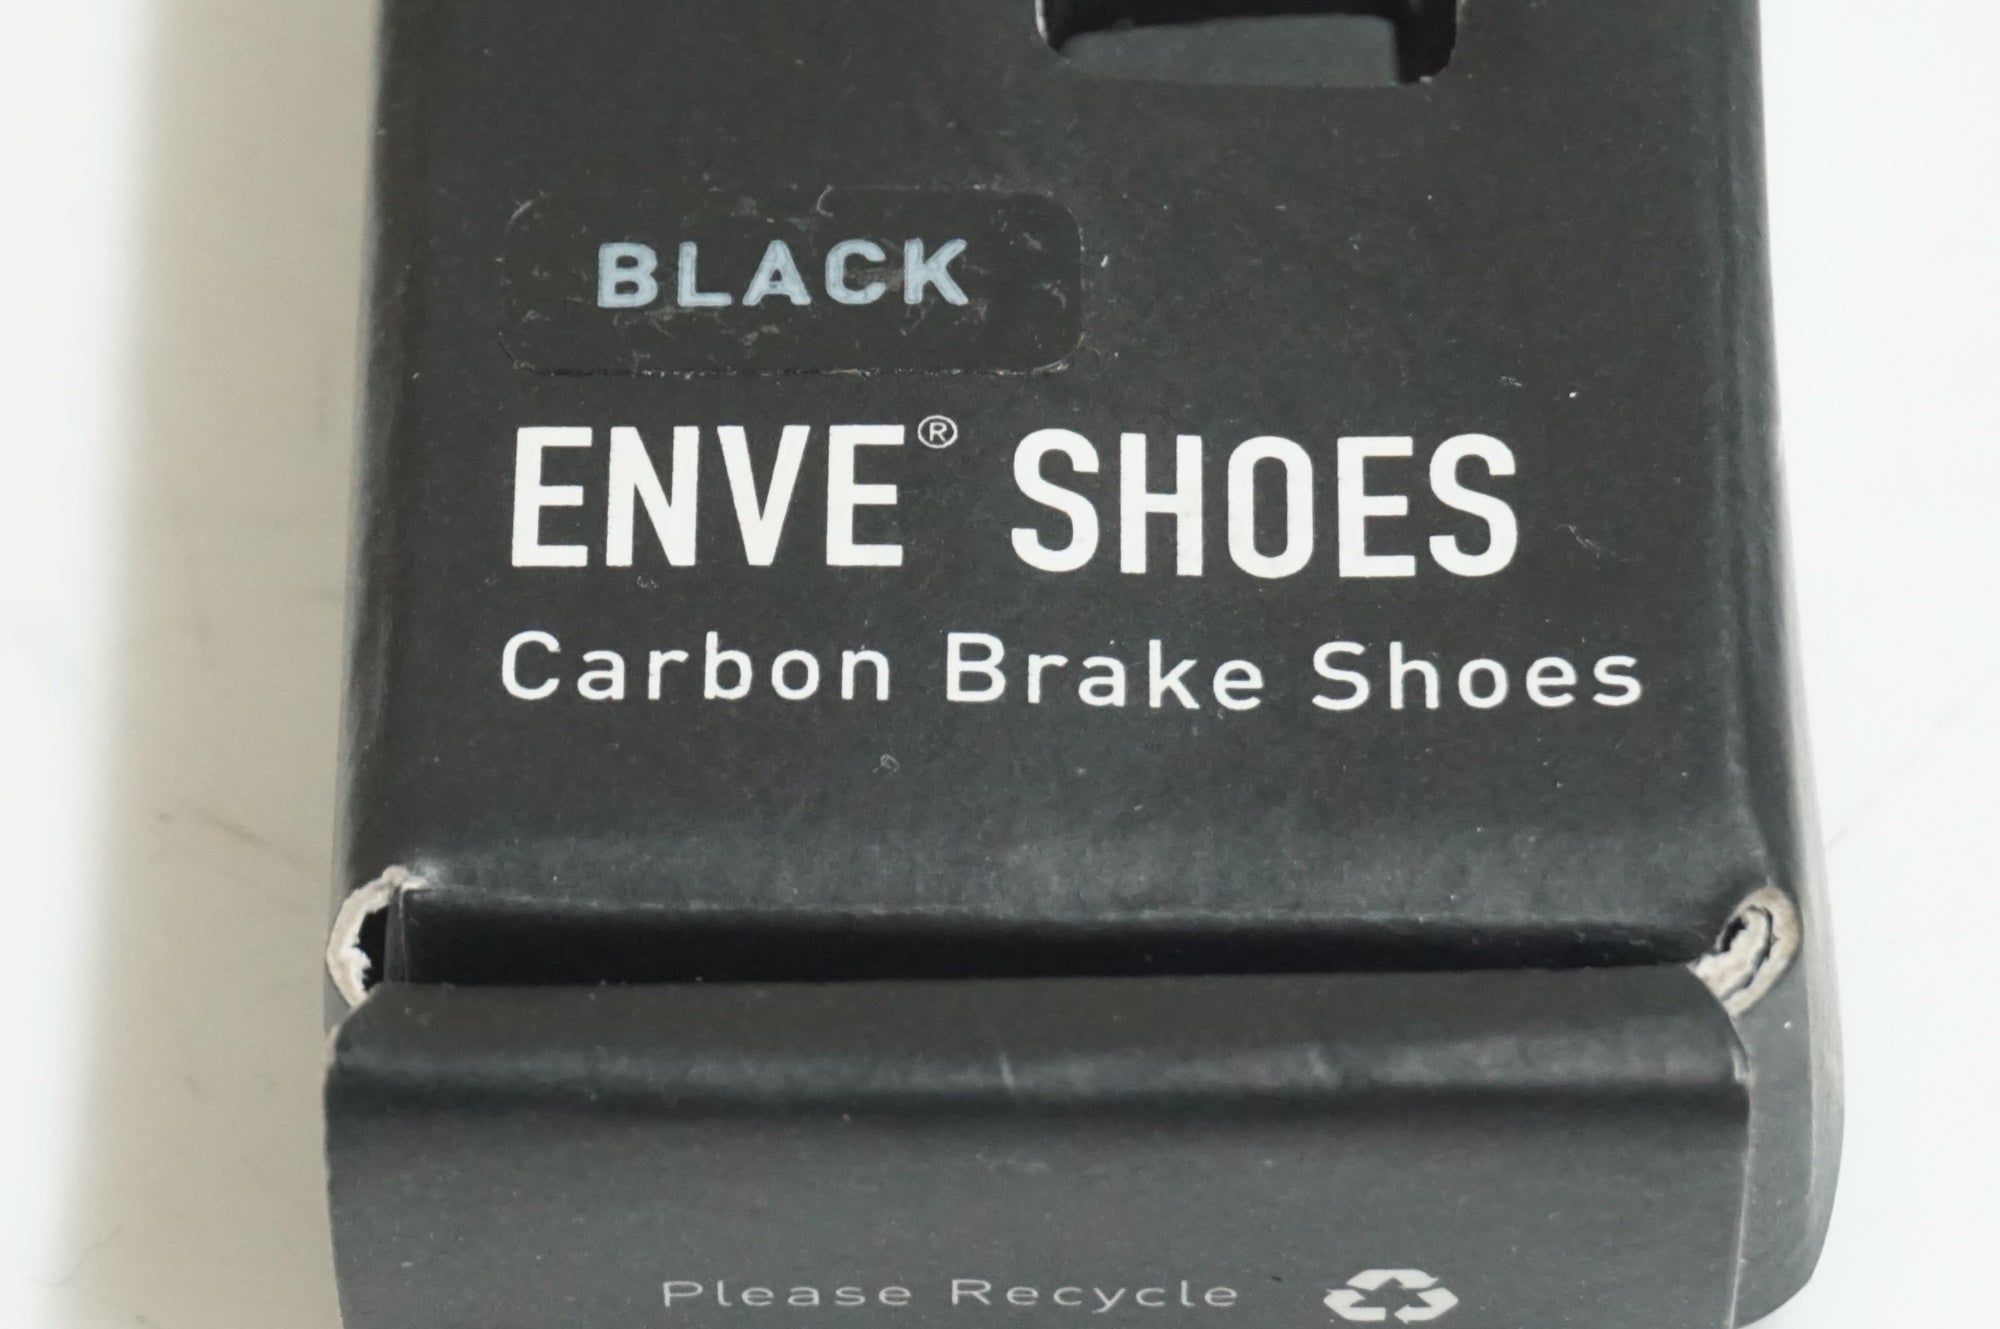 BLACK
ENVE® SHOES
Carbon Brake Shoes
Please Recycle